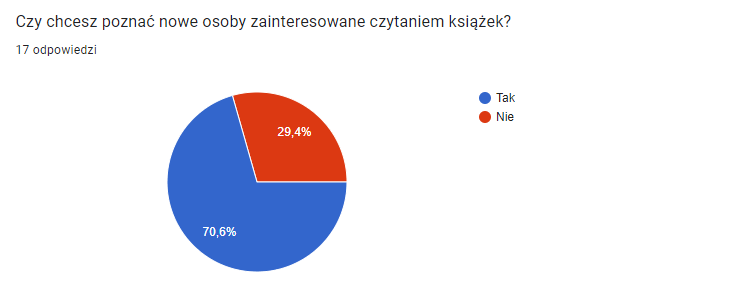 Czy chcesz poznać nowe osoby zainteresowane czytaniem książek?
17 odpowiedzi
Tak
Nie
29,4%
70,6%